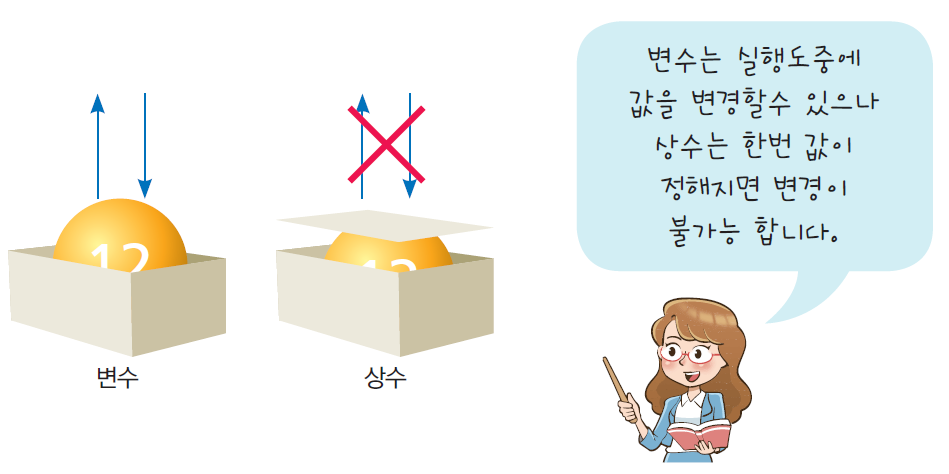 변수는 실행도중에
값을 변경할수 있으나
상수는 한번 값이
정해지면 변경이
불가능 합니다.
12
12
변수
상수